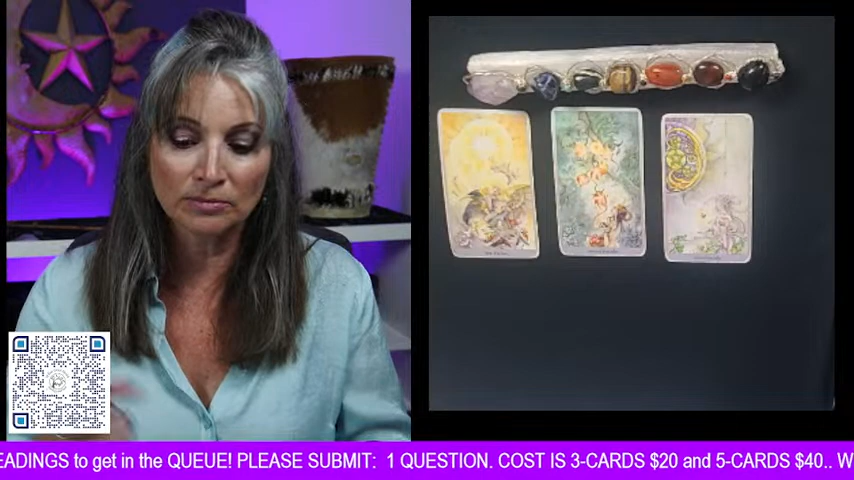 EADINGS to get in the QUEUE! PLEASE SUBMIT: 1 QUESTION. COST IS 3-CARDS $20 and 5-CARDS $40.. W